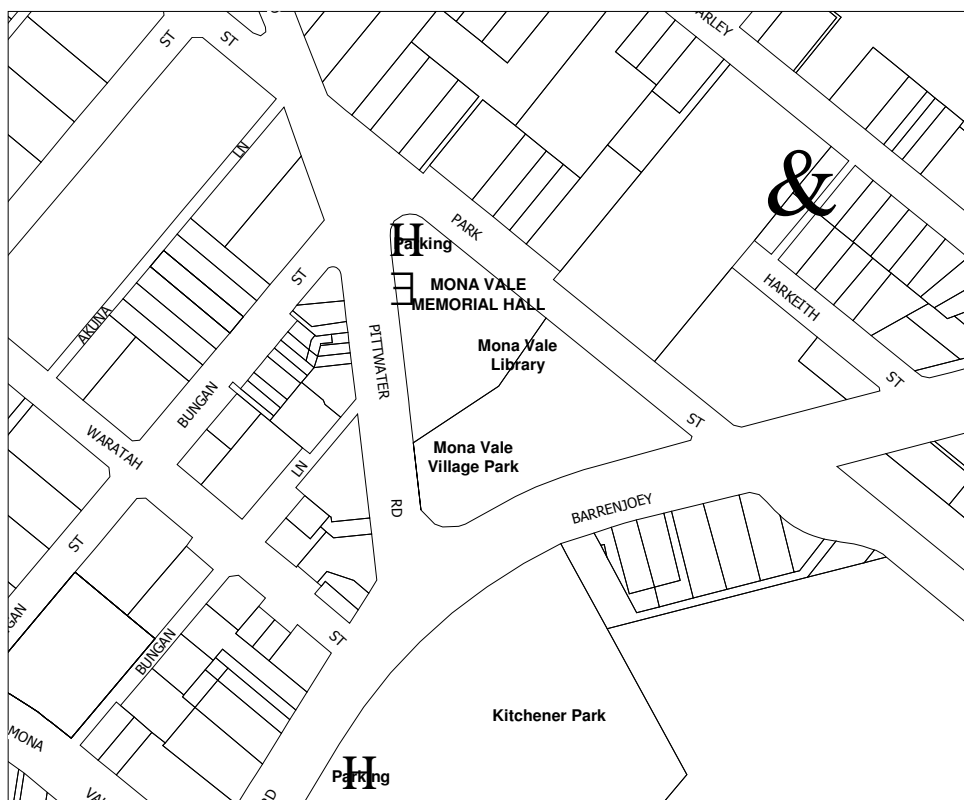 ST
ST
ARLEY
LN
&
PARK
H
Parking
MONA VALE
MEMORIAL HALL
ST
HARKEITH
AKUNA
PITTWATER
Mona Vale
Library
ST
BUNGAN
ST
WARATAH
Mona Vale
Village Park
LN
RD
BARRENJOEY
ST
GAN
BUNGAN
ST
Kitchener Park
MONA
H
Parking
VAL
RD